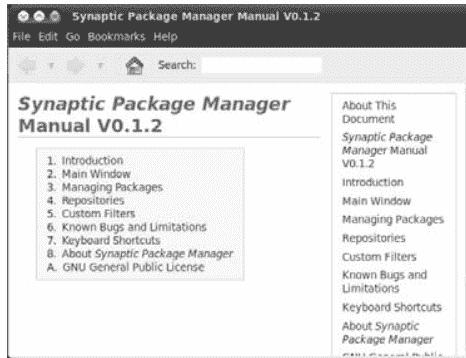 Synaptic Package Manager Manual V0.1.2
File Edit Go Bookmarks Help
Search:
Synaptic Package Manager
Manual V0.1.2
1. Introduction
2. Main Window
3. Managing Packages
4. Repositories
5. Custom Filters
6. Known Bugs and Limitations
7. Keyboard Shortcuts
8. About Synaptic Package Manager
A. GNU General Public License
About This
Document
Synaptic Package
Manager Manual
V0.1.2
Introduction
Main Window
Managing Packages
Repositories
Custom Filters
Known Bugs and
Limitations
Keyboard Shortcuts
About Synaptic
Package Manager
GNU General Public